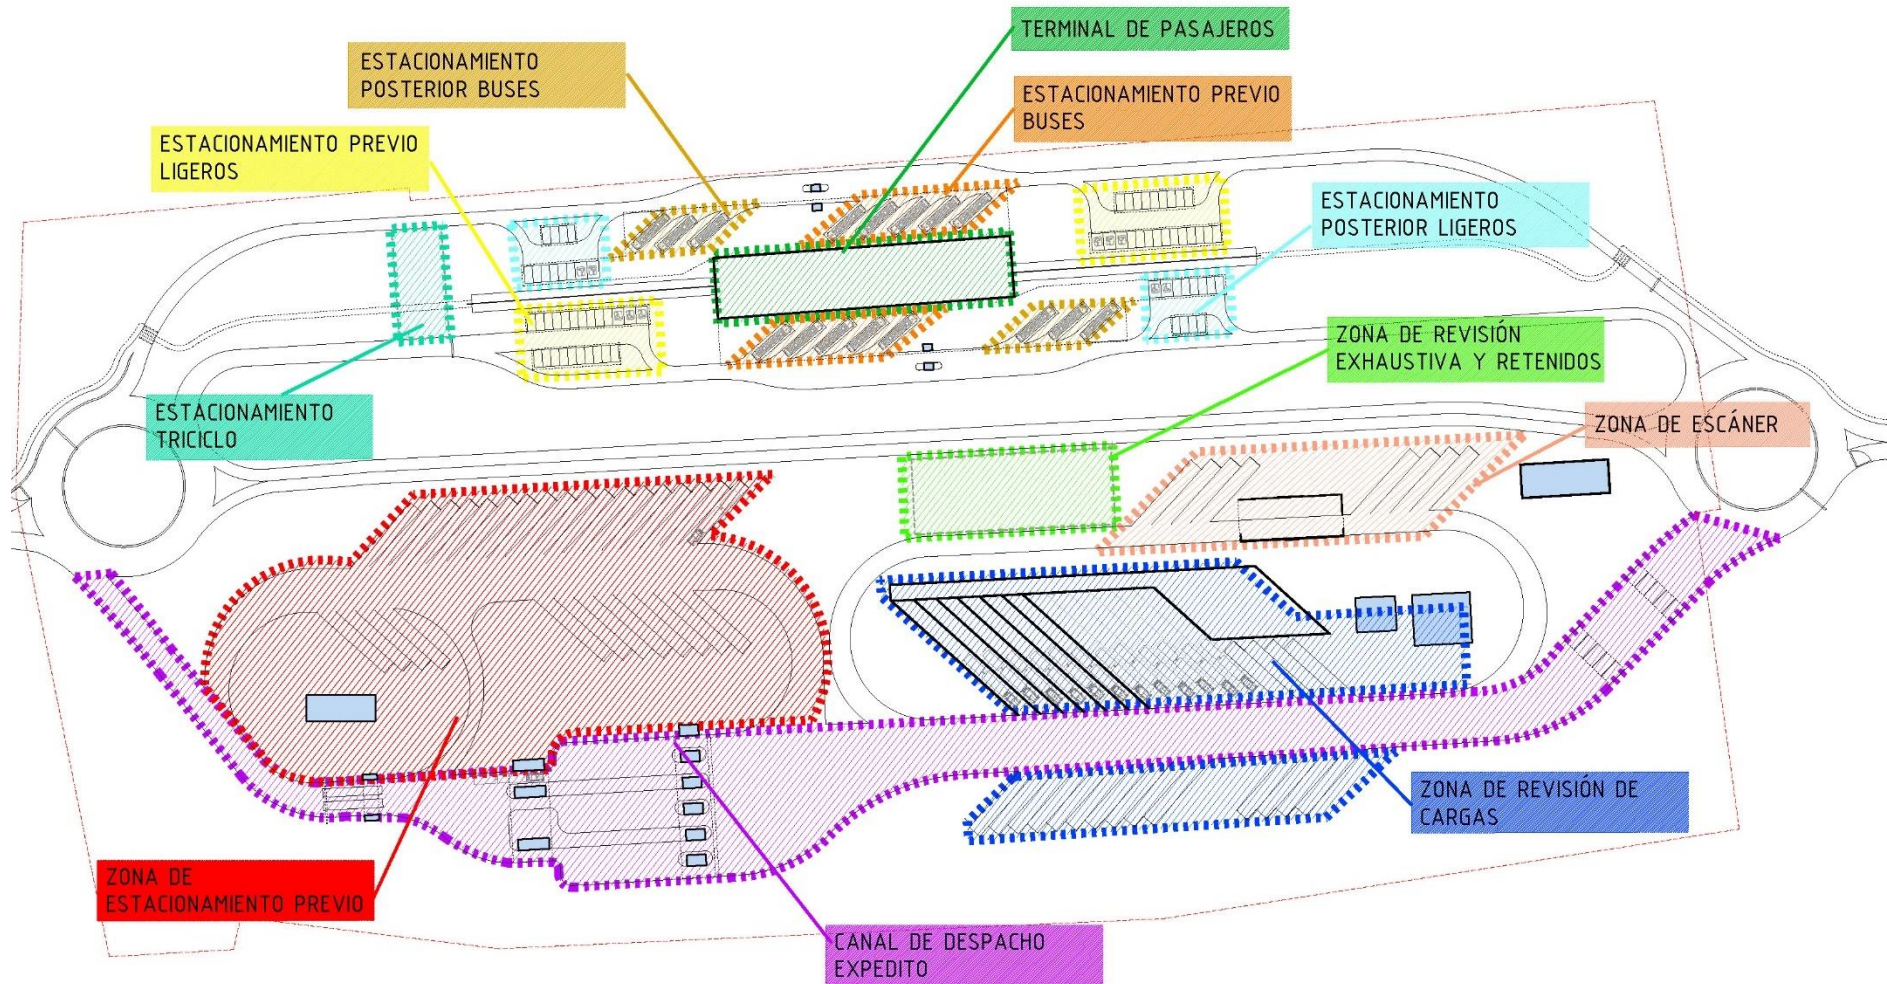 TERMINAL DE PASAJEROS
ESTACIONAMIENTO
POSTERIOR BUSES
ESTACIONAMIENTO PREVIO
BUSES
ESTACIONAMIENTO PREVIO
LIGEROS
ESTACIONAMIENTO
POSTERIOR LIGEROS
ZONA DE REVISIÓN
EXHAUSTIVA Y RETENIDOS
ESTACIONAMIENTO
TRICICLO
ZONA DE ESCÁNER
ZONA DE REVISIÓN DE
CARGAS
ZONA DE
ESTACIONAMIENTO PREVIO
CANAL DE DESPACHO
EXPEDITO